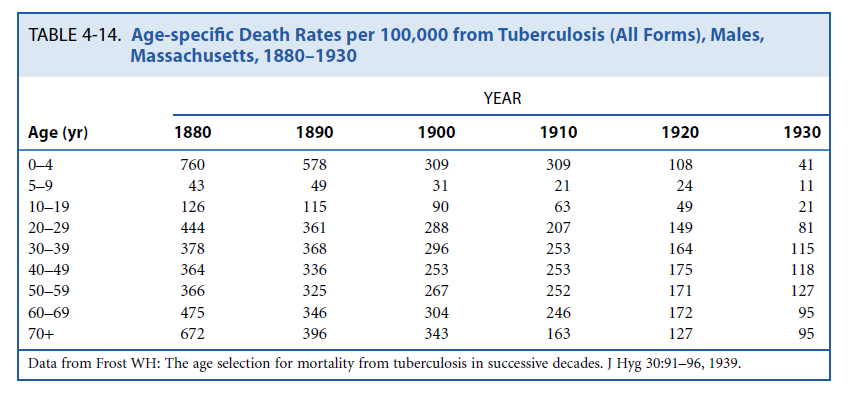 TABLE 4-14. Age-specific Death Rates per 100,000 from Tuberculosis (All Forms), Males,
Massachusetts, 1880–1930
YEAR
Age (yr) 1880 1890 1900 1910 1920 1930
0–4 760 578 309 309 108 41
5–9 43 49 31 21 24 11
10–19 126 115 90 63 49 21
20–29 444 361 288 207 149 81
30–39 378 368 296 253 164 115
40–49 364 336 253 253 175 118
50–59 366 325 267 252 171 127
60–69 475 346 304 246 172 95
70+ 672 396 343 163 127 95
Data from Frost WH: The age selection for mortality from tuberculosis in successive decades. J Hyg 30:91–96, 1939.